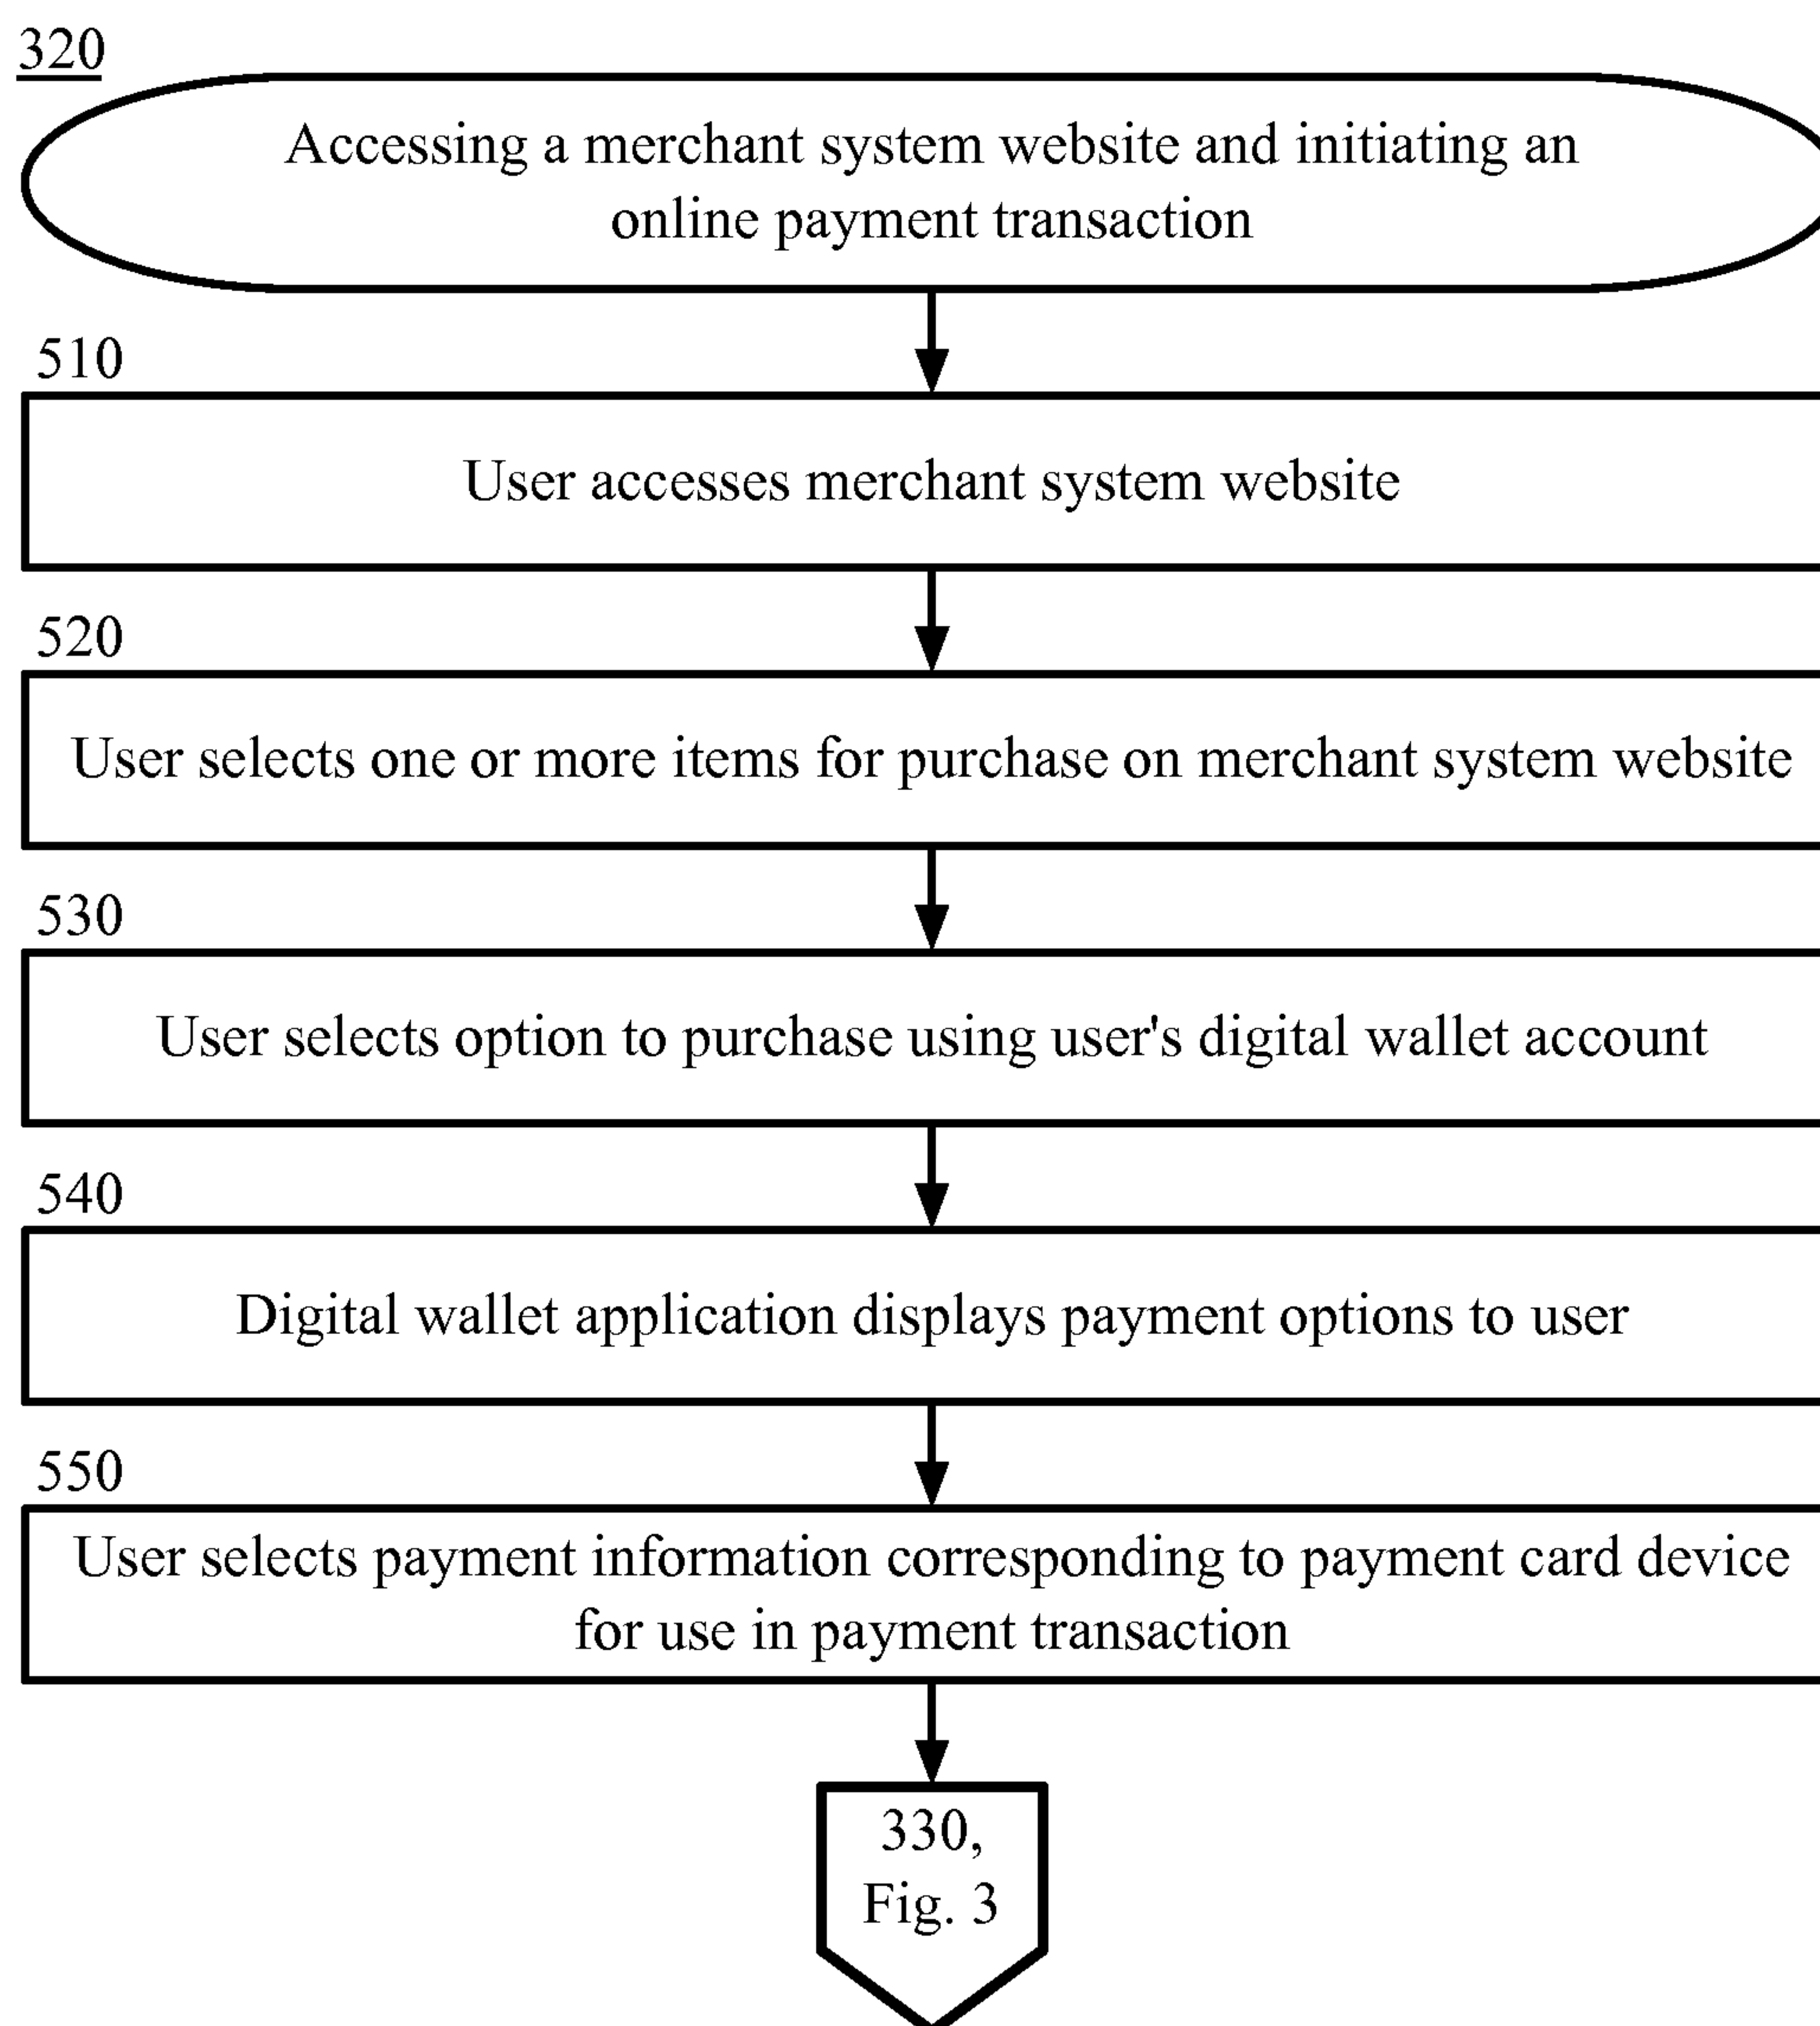 320
Accessing a merchant system website and initiating an
online payment transaction
510
User accesses merchant system website
520
User selects one or more items for purchase on merchant system website
530
User selects option to purchase using user's digital wallet account
540
Digital wallet application displays payment options to user
550
User selects payment information corresponding to payment card device
for use in payment transaction
330,
Fig. 3